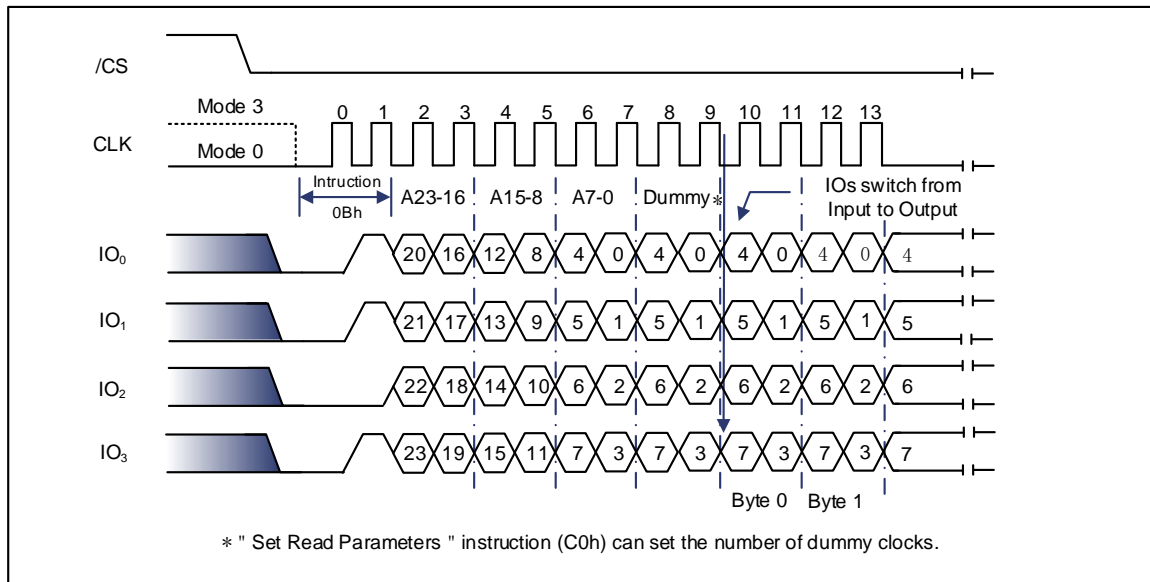 /CS
Mode 3
0 1 2 3 4 5 6 7 8 9 10 11 12 13
CLK
Mode 0
Intruction
0Bh
A23-16 A15-8 A7-0 Dummy*
IOs switch from
Input to Output
IO0 20 16 12 8 4 0 4 0 4 0 4 0 4
IO1 21 17 13 9 5 1 5 1 5 1 5 1 5
IO2 22 18 14 10 6 2 6 2 6 2 6 2 6
IO3 23 19 15 11 7 3 7 3 7 3 7 3 7
Byte 0 Byte 1
* " Set Read Parameters " instruction (C0h) can set the number of dummy clocks.